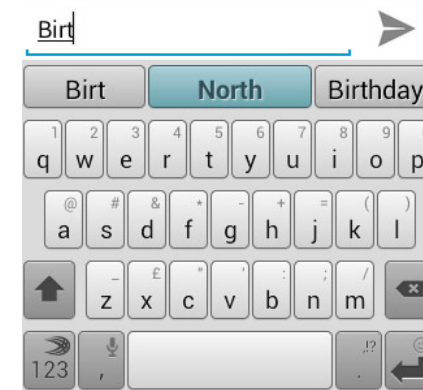 Birt
Birt North Birthday
1 2 3 4 5 6 7 8 9
q w e r t y u i o p
@ # & * - + = ( )
a s d f g h j k l
_ £ " ' : ; /
z x c v b n m
,!?
123 , .